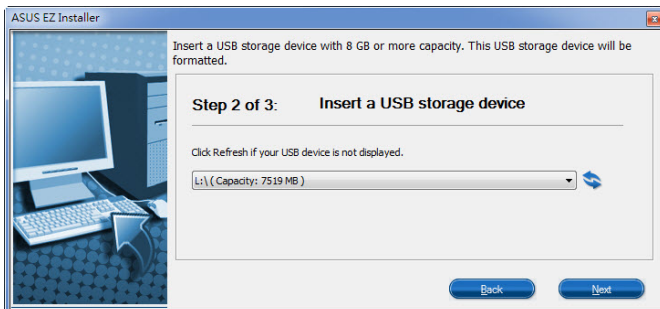 ASUS EZ Installer
Insert a USB storage device with 8 GB or more capacity. This USB storage device will be
formatted.
Step 2 of 3: Insert a USB storage device
Click Refresh if your USB device is not displayed.
L:\ ( Capacity: 7519 MB )
Back Next